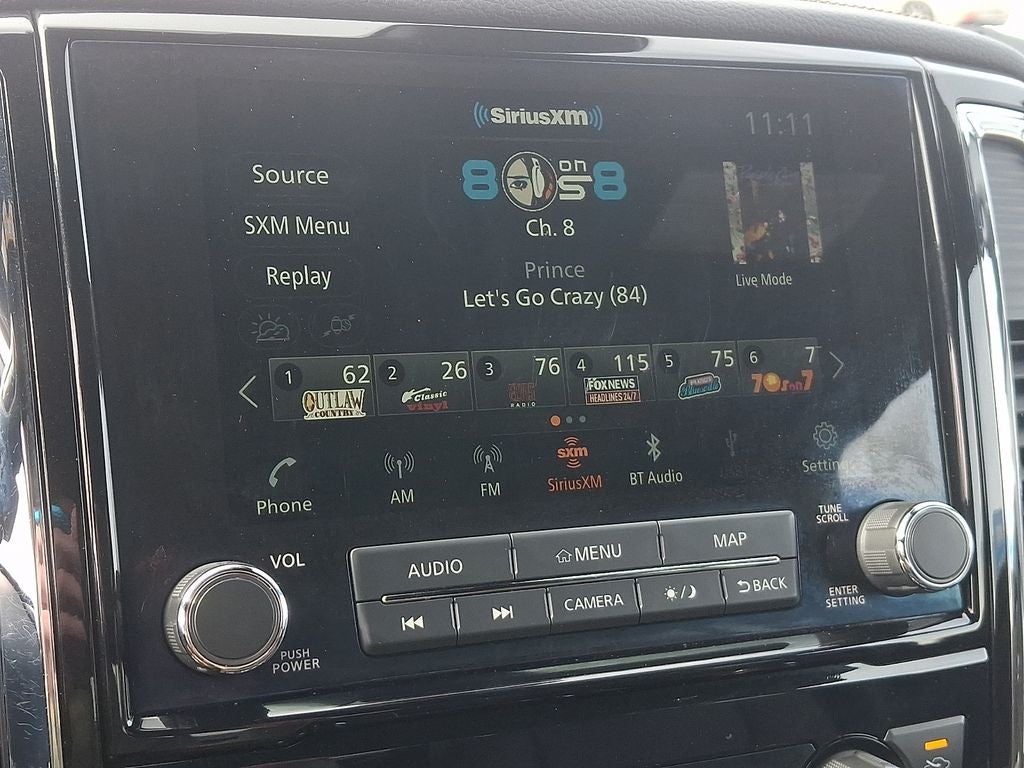 SiriusXm
11:11
Source
8 on
0s 8
SXM Menu
Ch. 8
Replay
Prince
Let's Go Crazy (84)
Live Mode
1 62 2 26 3 76 4 115 5 75 6 7
OUTLAW
COUNTRY
Classic
vinyl
RADIO
FOX NEWS
HEADLINES 24/7
Bluesville
70s on 7
Phone
AM
FM
sxm
SiriusXM
BT Audio
Settings
VOL
PUSH
POWER
AUDIO
MENU
MAP
CAMERA
BACK
TUNE
SCROLL
ENTER
SETTING